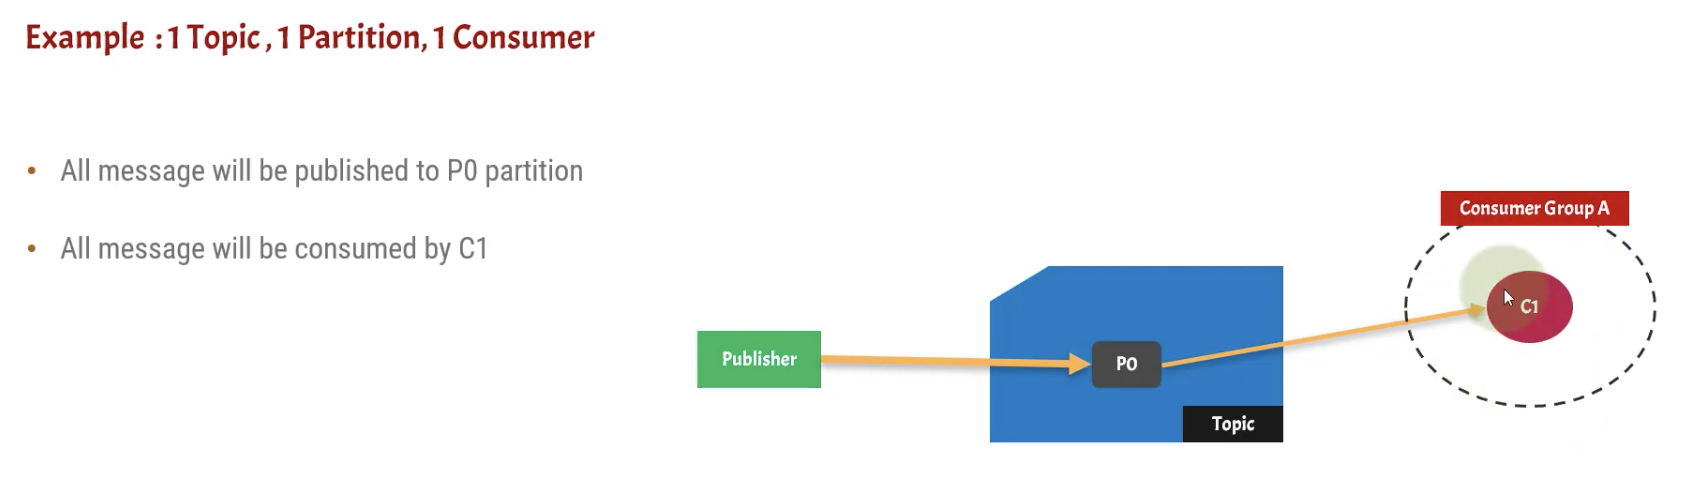 Example : 1 Topic , 1 Partition, 1 Consumer
• All message will be published to P0 partition
• All message will be consumed by C1
Consumer Group A
C1
Publisher
P0
Topic